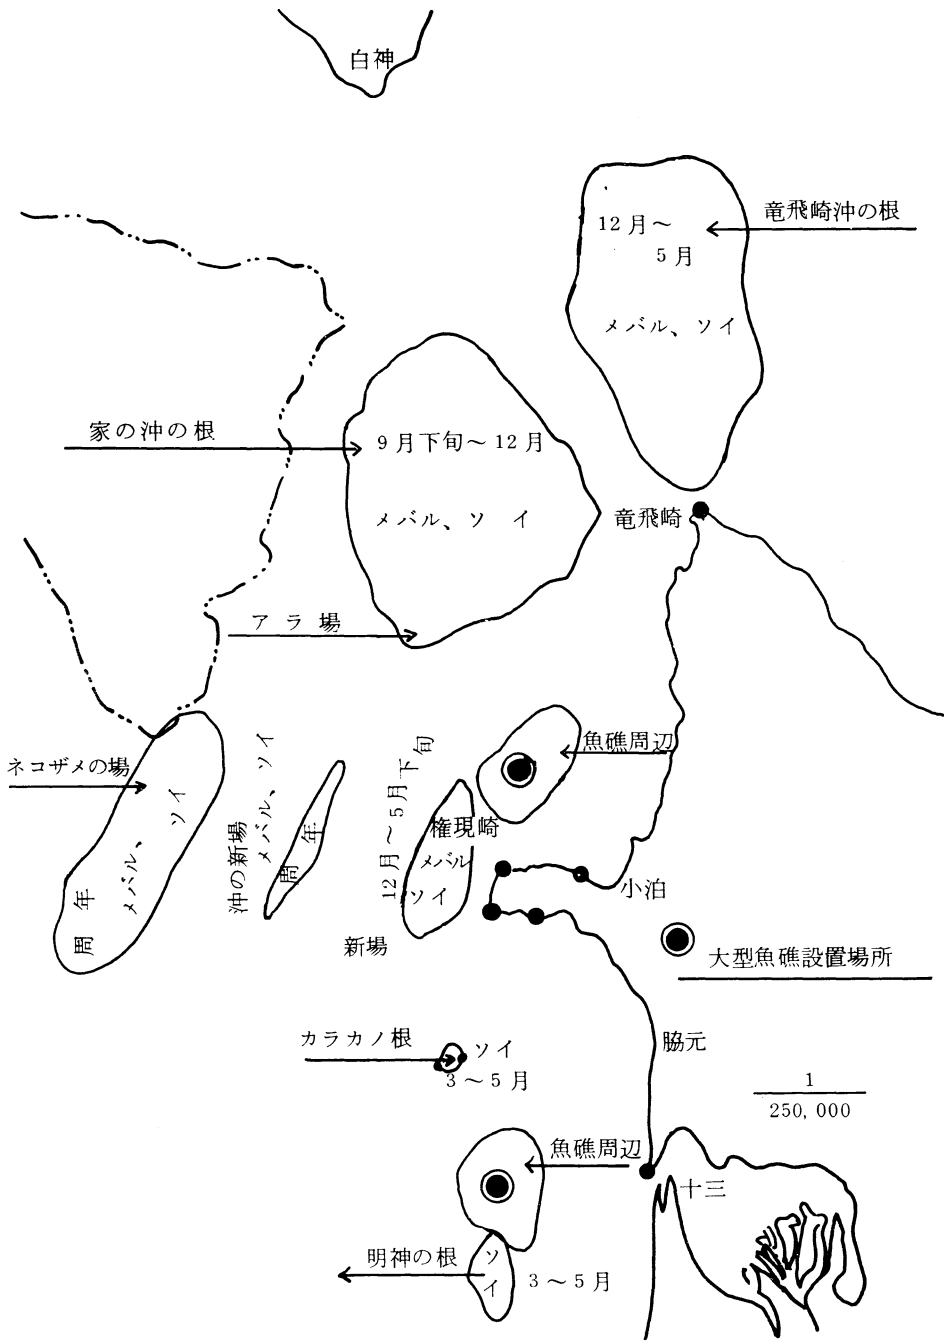 白神
竜飛崎沖の根
12月～
5月
メバル、ソイ
家の沖の根
9月下旬～12月
メバル、ソイ
竜飛崎
アラ場
魚礁周辺
ネコザメの場
メバル、ソイ
周年
沖の新場
メバル、ソイ
周年
12月～5月下旬
権現崎
メバル
ソイ
新場
小泊
大型魚礁設置場所
カラカノ根
ソイ
3～5月
脇元
1
250,000
魚礁周辺
十三
明神の根
ソイ
3～5月